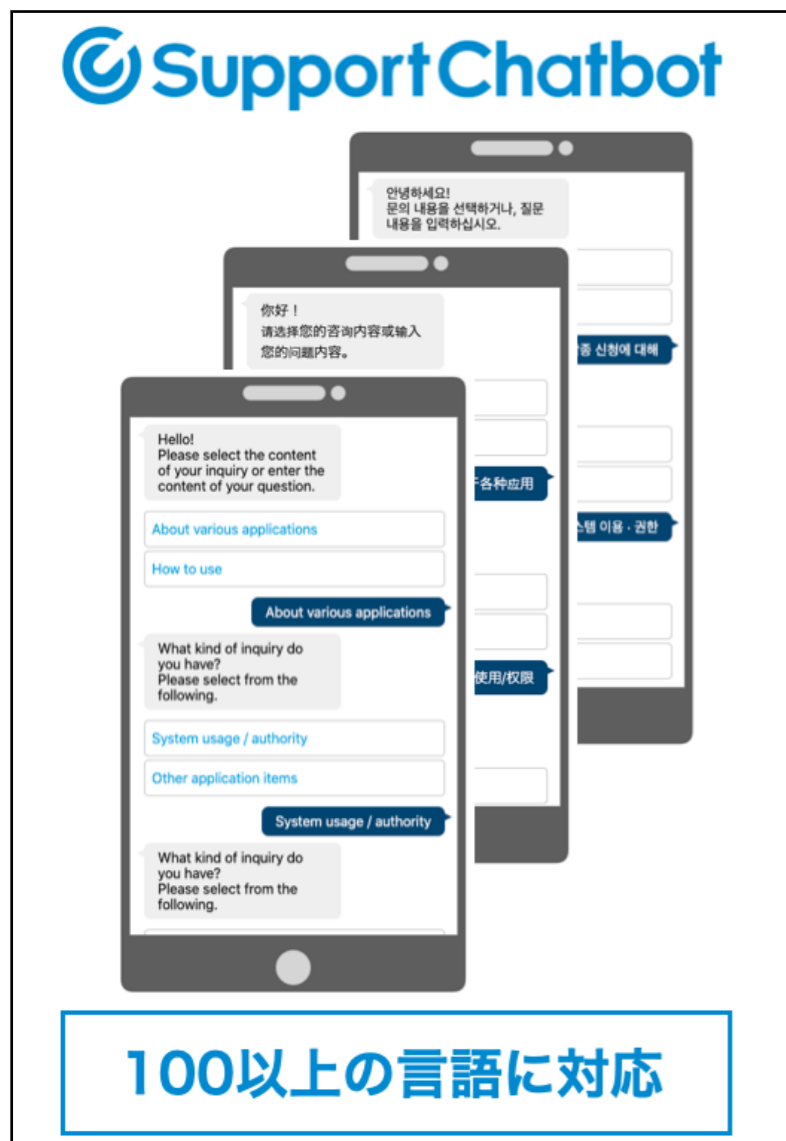 Support Chatbot
안녕하세요!
문의 내용을 선택하거나, 질문
내용을 입력하십시오.
신청에 대해
이용 · 권한
你好！
请选择您的咨询内容或输入
您的问题内容。
各种应用
使用/权限
Hello!
Please select the content
of your inquiry or enter the
content of your question.
About various applications
How to use
About various applications
What kind of inquiry do
you have?
Please select from the
following.
System usage / authority
Other application items
System usage / authority
What kind of inquiry do
you have?
Please select from the
following.
100以上の言語に対応